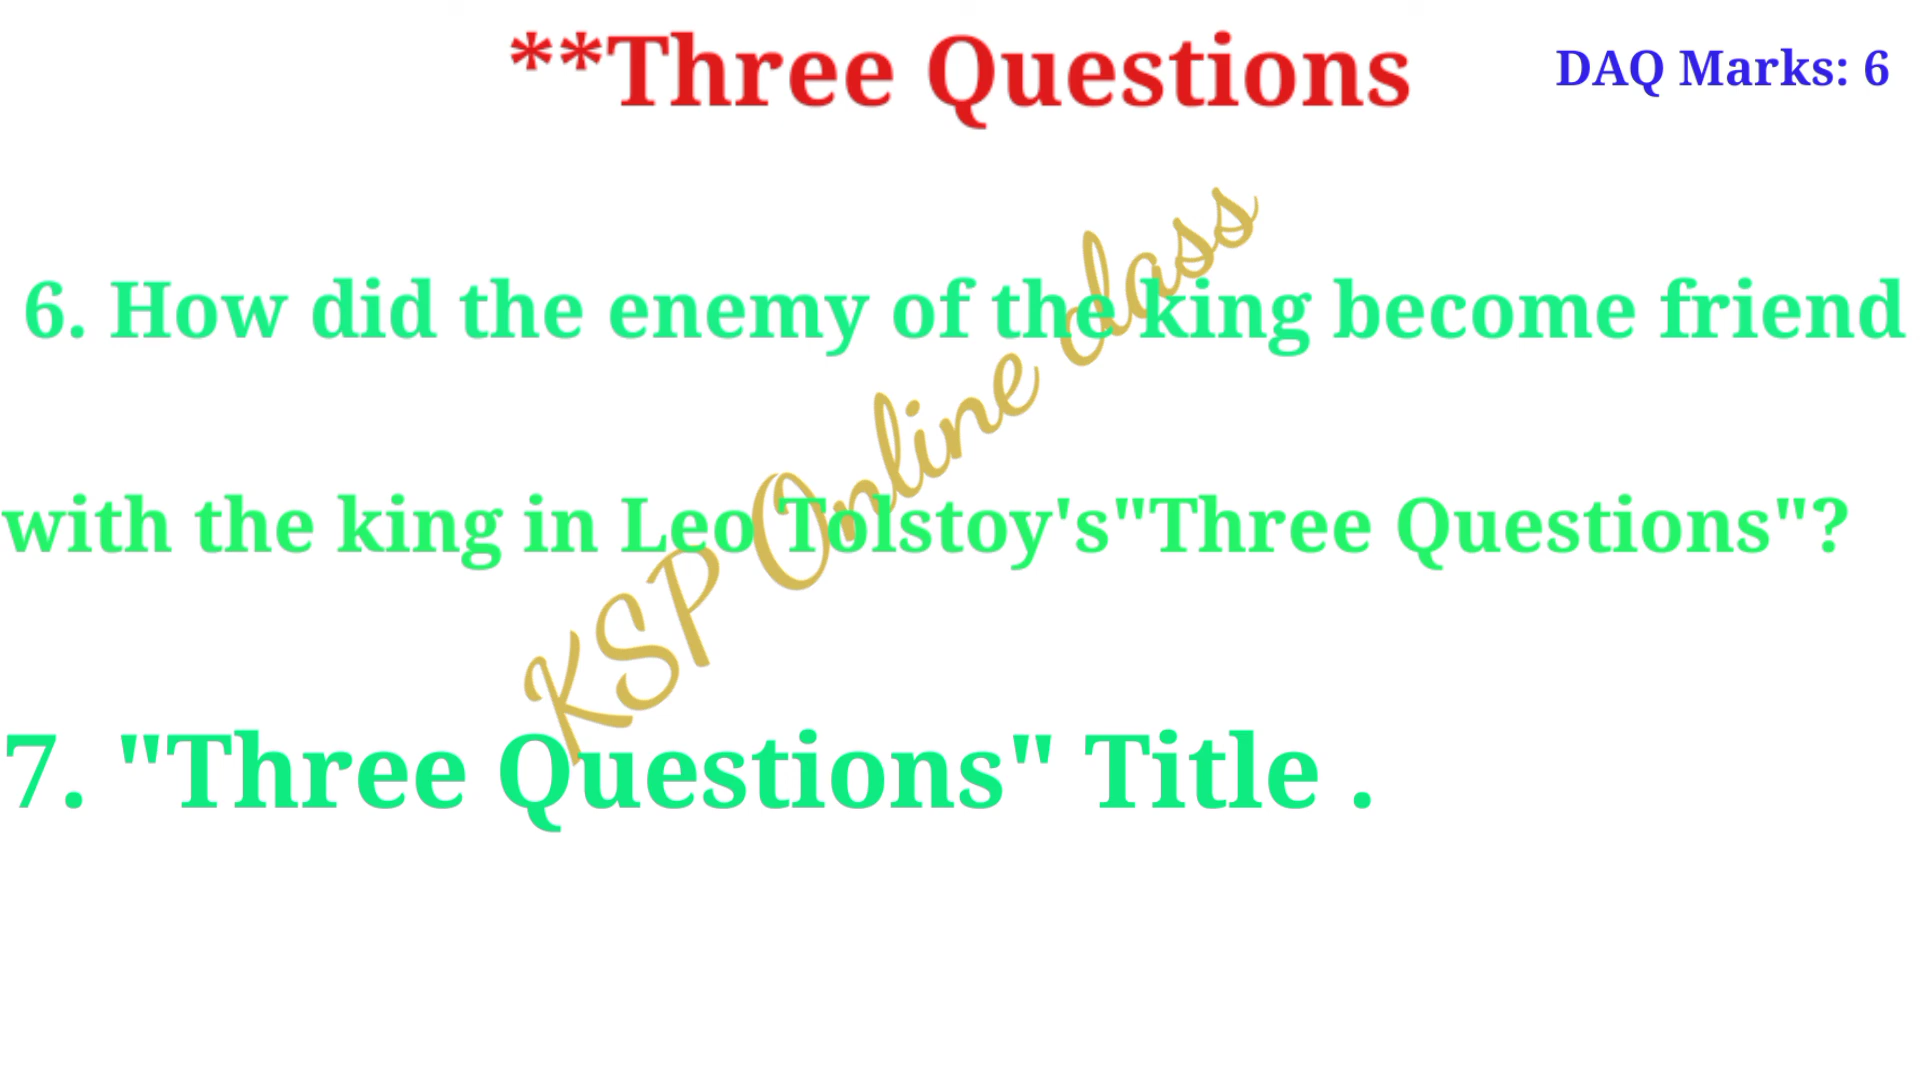 **Three Questions
DAQ Marks: 6
6. How did the enemy of the king become friend
with the king in Leo Tolstoy's"Three Questions"?
7. "Three Questions" Title .
KSP Online class